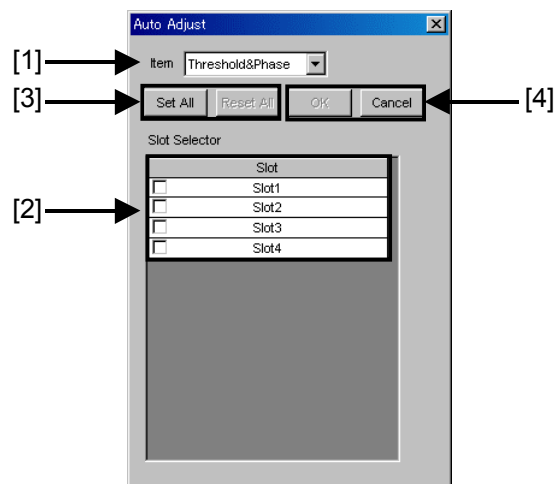 Auto Adjust
[1] Item Threshold&Phase
[3] Set All Reset All OK Cancel [4]
Slot Selector
Slot
[2] Slot1
Slot2
Slot3
Slot4